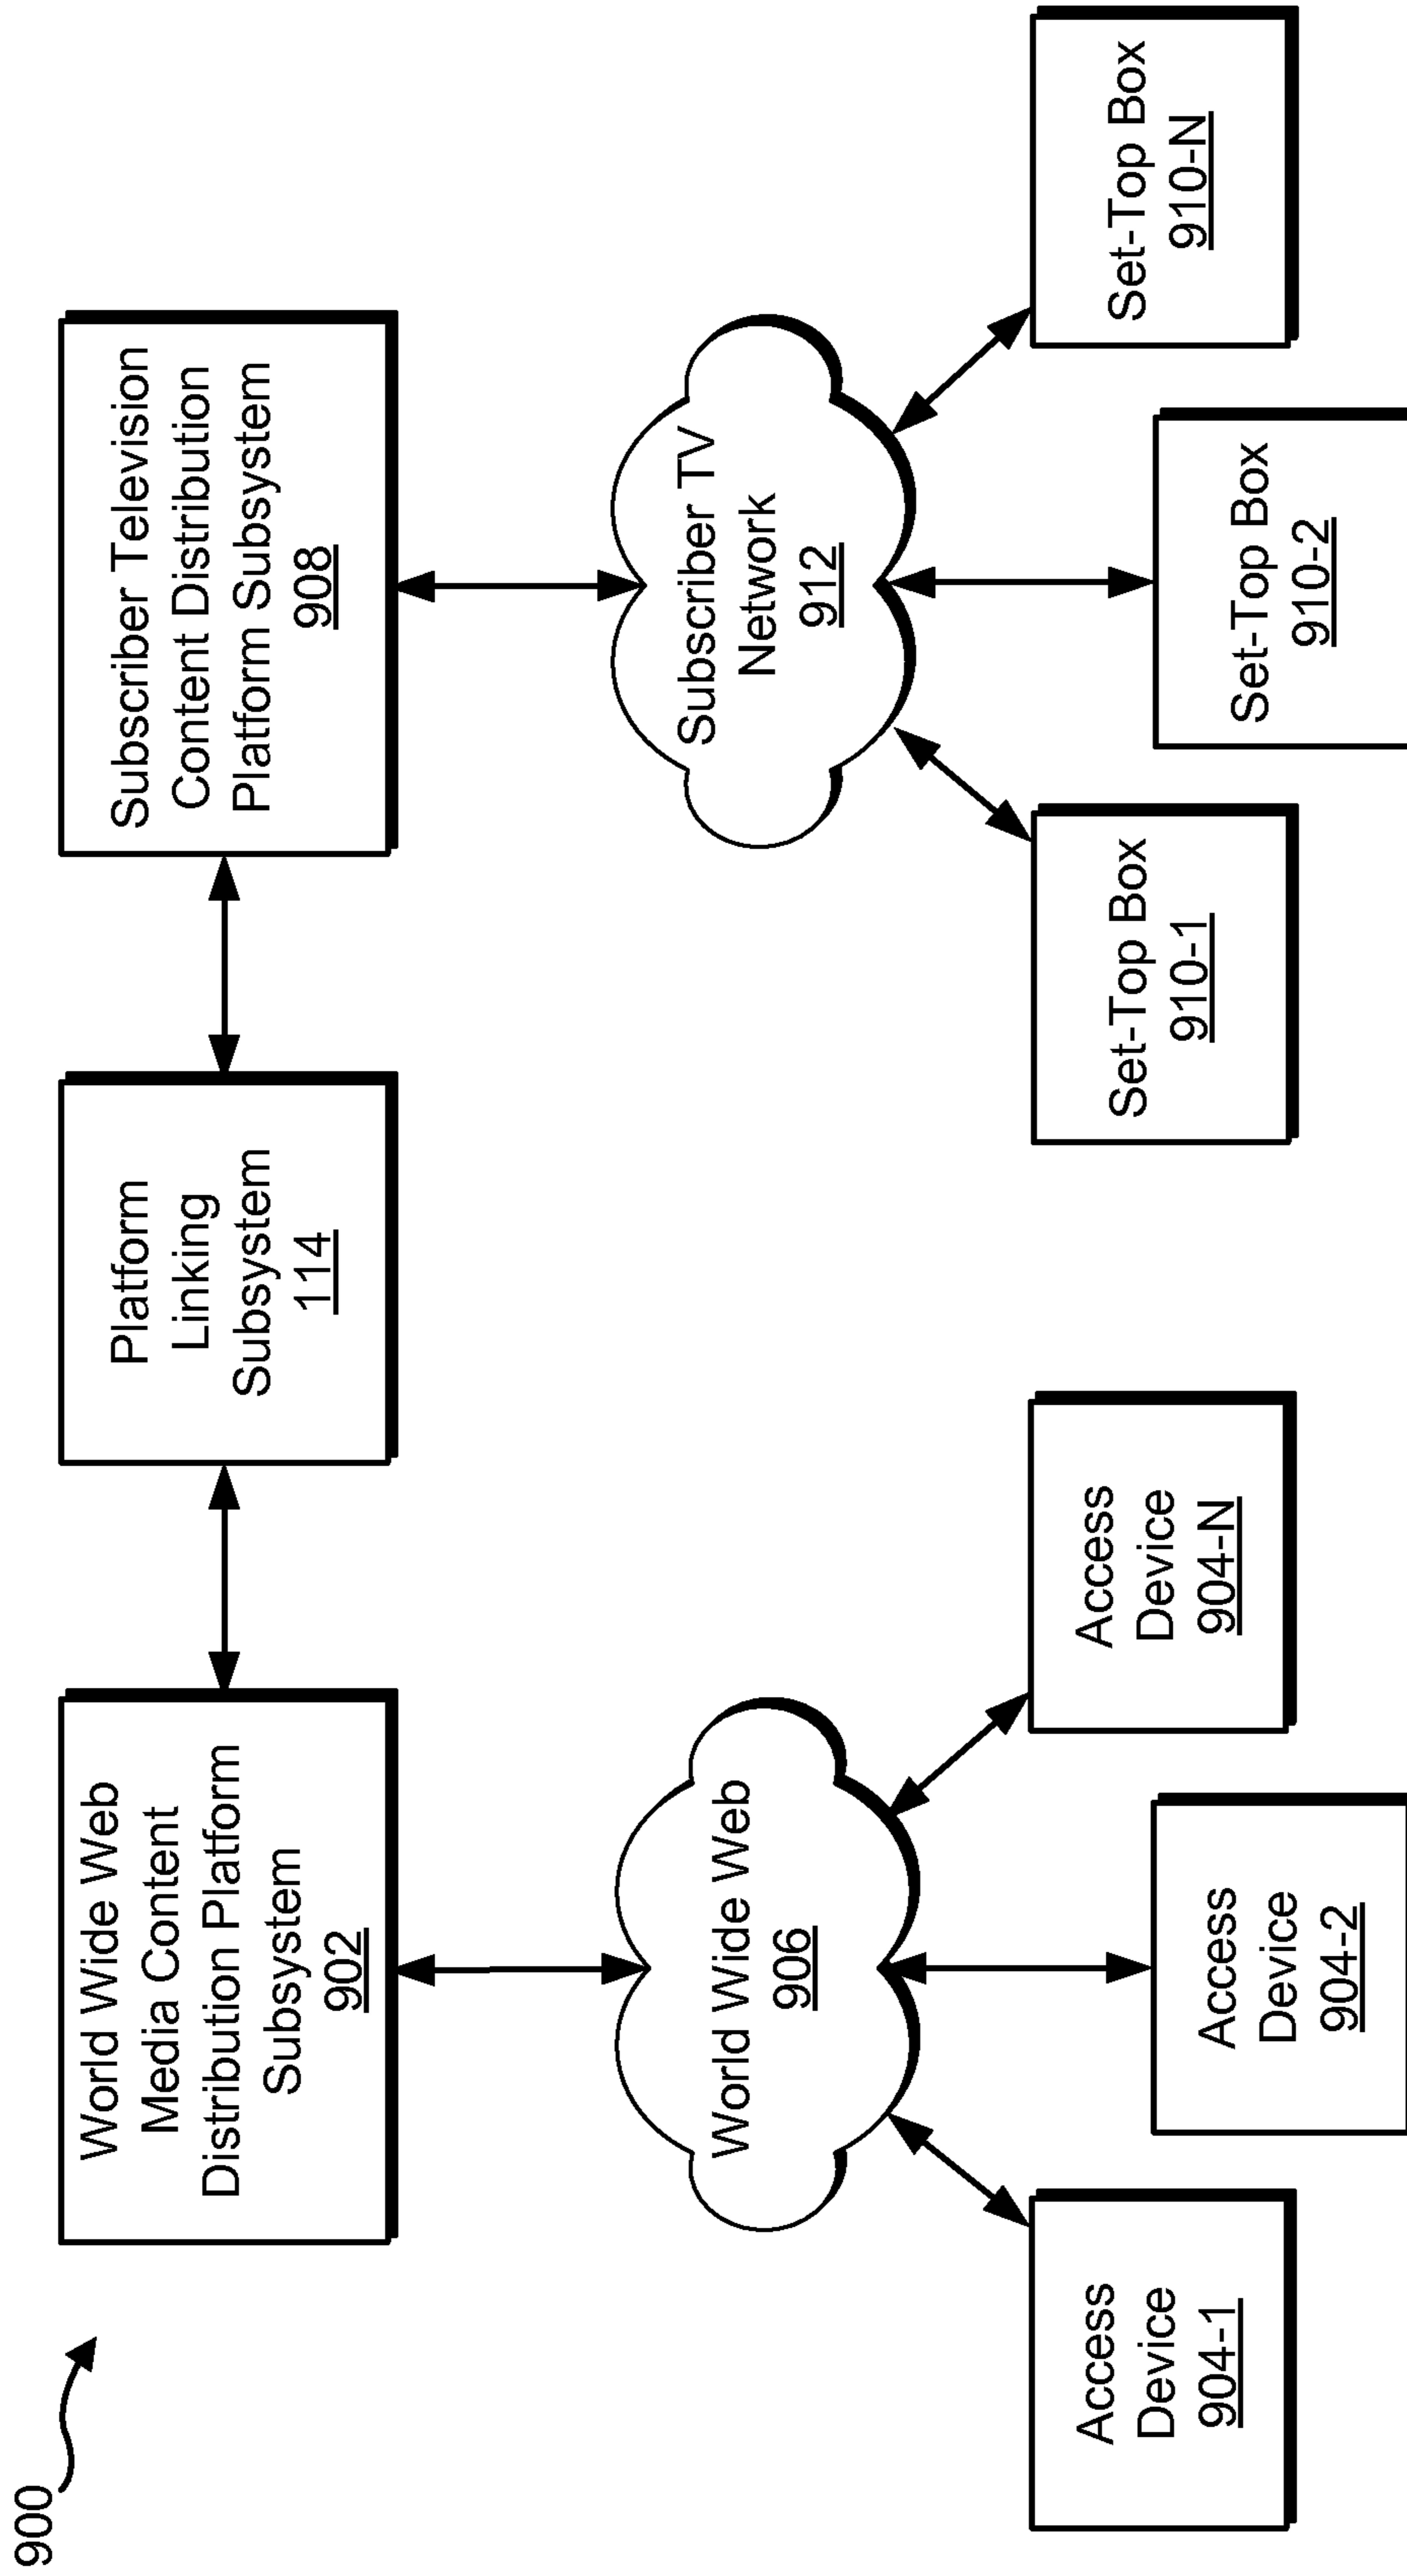 900
World Wide Web
Media Content
Distribution Platform
Subsystem
902
Platform
Linking
Subsystem
114
Subscriber Television
Content Distribution
Platform Subsystem
908
World Wide Web
906
Subscriber TV
Network
912
Access
Device
904-1
Access
Device
904-2
Access
Device
904-N
Set-Top Box
910-1
Set-Top Box
910-2
Set-Top Box
910-N